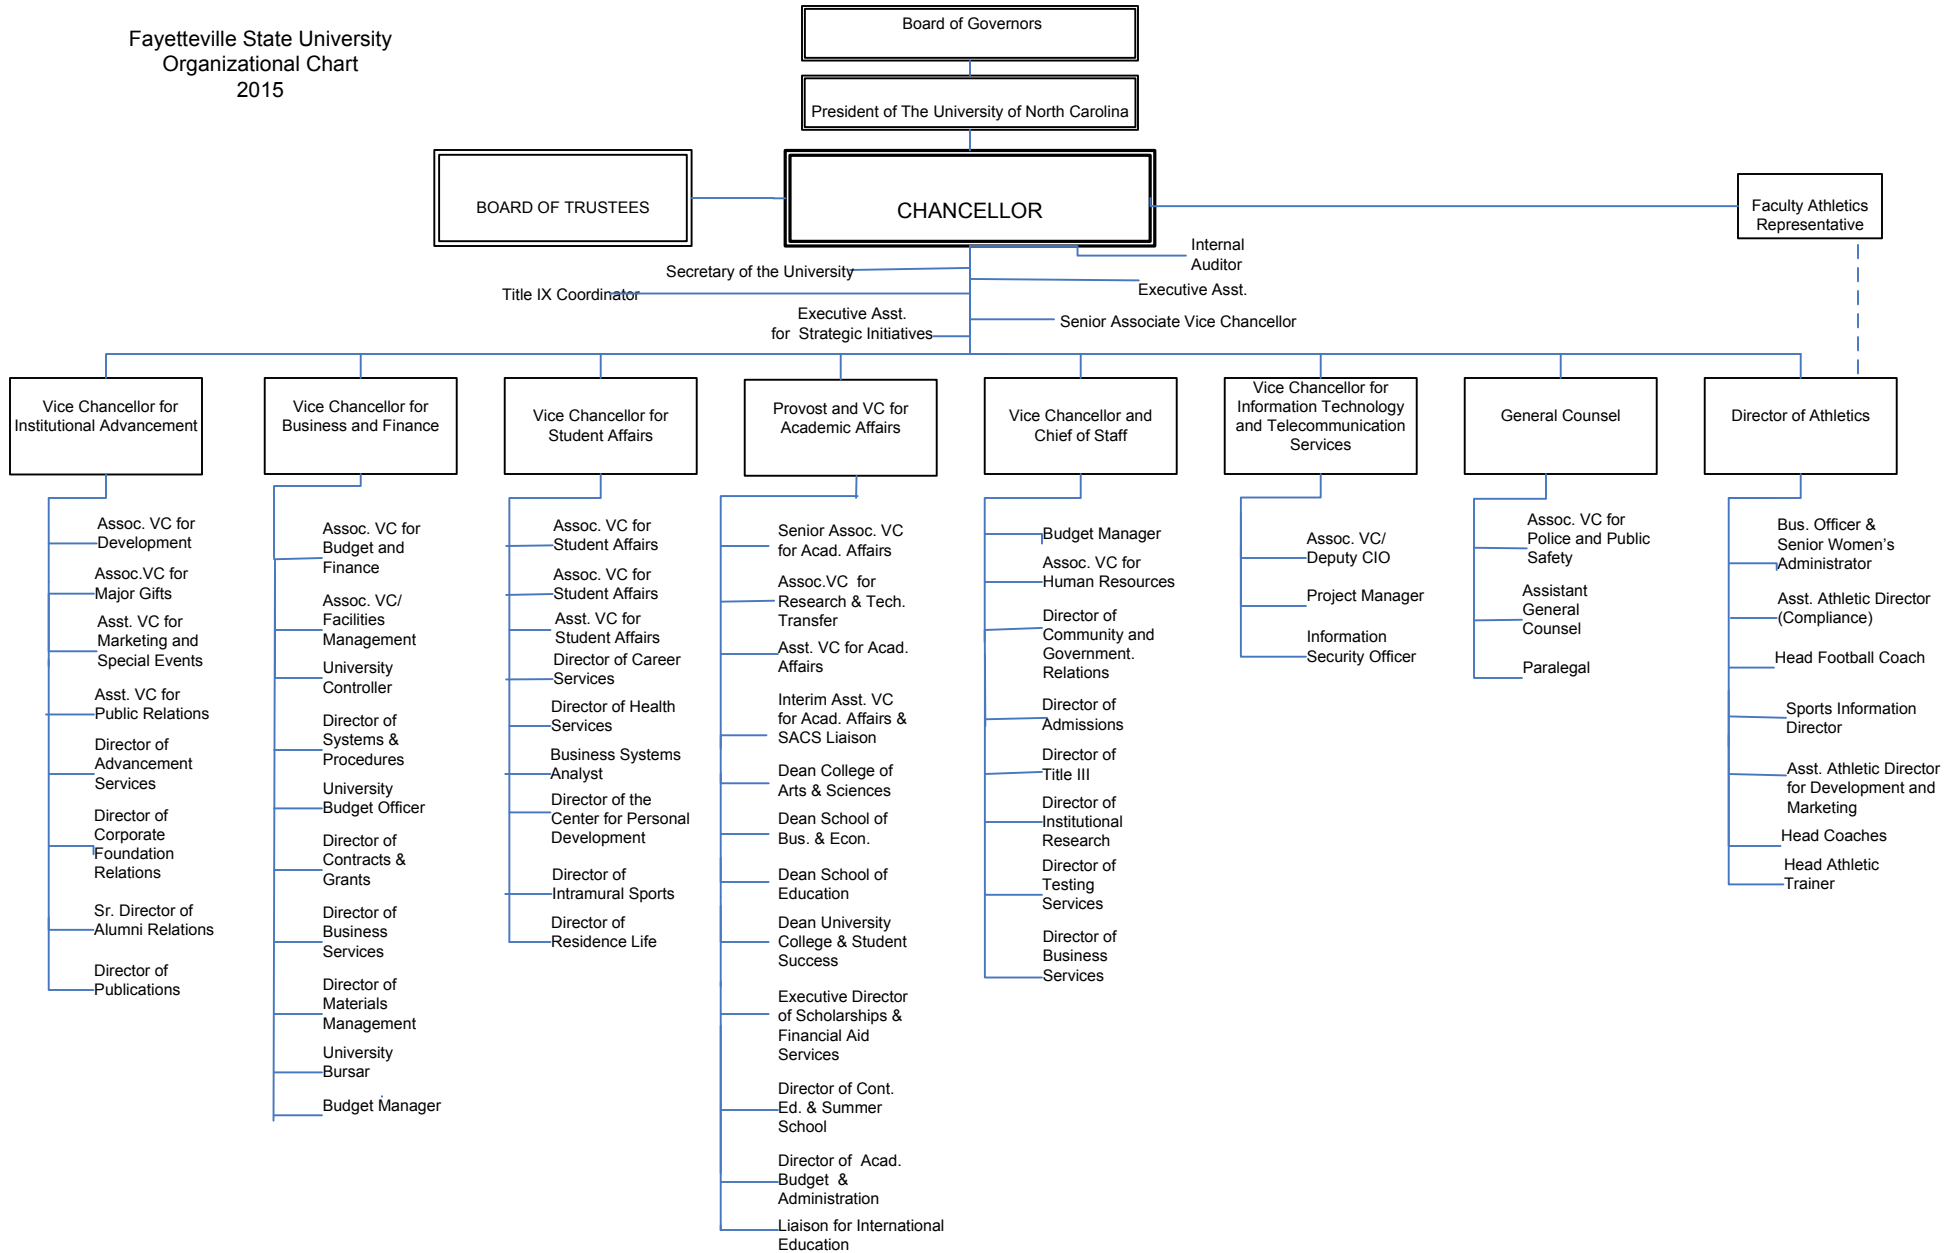 Fayetteville State University
Organizational Chart
2015
Board of Governors
President of The University of North Carolina
BOARD OF TRUSTEES
CHANCELLOR
Faculty Athletics
Representative
Internal
Auditor
Secretary of the University
Executive Asst.
Title IX Coordinator
Executive Asst.
for Strategic Initiatives
Senior Associate Vice Chancellor
Vice Chancellor for
Institutional Advancement
Assoc. VC for
Development
Assoc.VC for
Major Gifts
Asst. VC for
Marketing and
Special Events
Asst. VC for
Public Relations
Director of
Advancement
Services
Director of
Corporate
Foundation
Relations
Sr. Director of
Alumni Relations
Director of
Publications
Vice Chancellor for
Business and Finance
Assoc. VC for
Budget and
Finance
Assoc. VC/
Facilities
Management
University
Controller
Director of
Systems &
Procedures
University
Budget Officer
Director of
Contracts &
Grants
Director of
Business
Services
Director of
Materials
Management
University
Bursar
Budget Manager
Vice Chancellor for
Student Affairs
Assoc. VC for
Student Affairs
Assoc. VC for
Student Affairs
Asst. VC for
Student Affairs
Director of Career
Services
Director of Health
Services
Business Systems
Analyst
Director of the
Center for Personal
Development
Director of
Intramural Sports
Director of
Residence Life
Provost and VC for
Academic Affairs
Senior Assoc. VC
for Acad. Affairs
Assoc.VC for
Research & Tech.
Transfer
Asst. VC for Acad.
Affairs
Interim Asst. VC
for Acad. Affairs &
SACS Liaison
Dean College of
Arts & Sciences
Dean School of
Bus. & Econ.
Dean School of
Education
Dean University
College & Student
Success
Executive Director
of Scholarships &
Financial Aid
Services
Director of Cont.
Ed. & Summer
School
Director of Acad.
Budget &
Administration
Liaison for International
Education
Vice Chancellor and
Chief of Staff
Budget Manager
Assoc. VC for
Human Resources
Director of
Community and
Government.
Relations
Director of
Admissions
Director of
Title III
Director of
Institutional
Research
Director of
Testing
Services
Director of
Business
Services
Vice Chancellor for
Information Technology
and Telecommunication
Services
Assoc. VC/
Deputy CIO
Project Manager
Information
Security Officer
General Counsel
Assoc. VC for
Police and Public
Safety
Assistant
General
Counsel
Paralegal
Director of Athletics
Bus. Officer &
Senior Women's
Administrator
Asst. Athletic Director
(Compliance)
Head Football Coach
Sports Information
Director
Asst. Athletic Director
for Development and
Marketing
Head Coaches
Head Athletic
Trainer